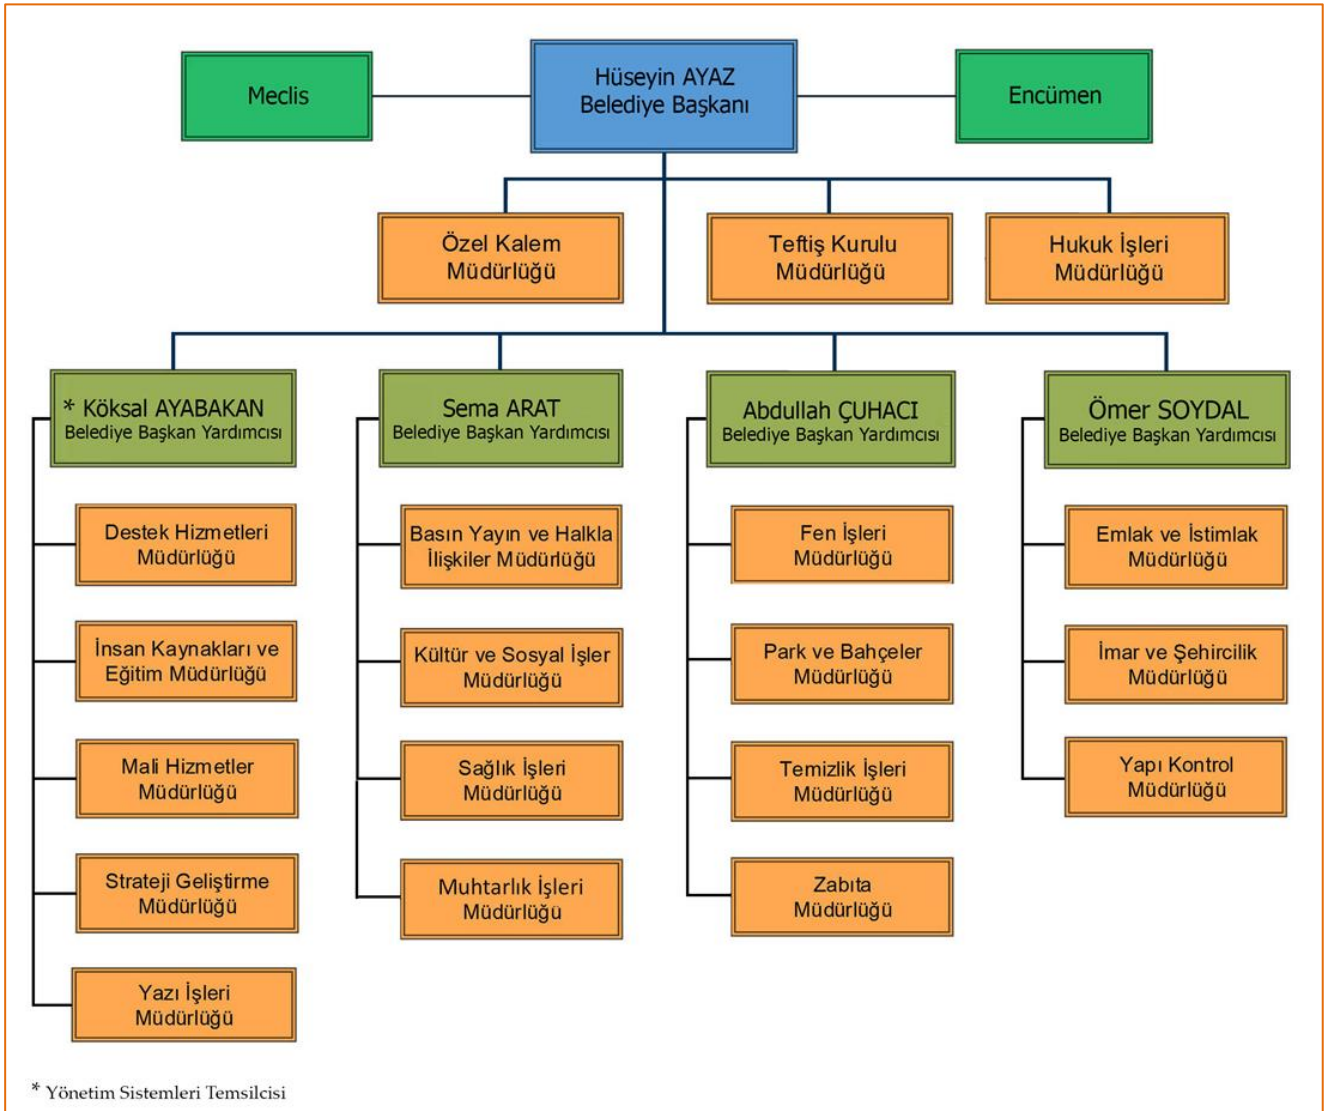 Meclis
Hüseyin AYAZ
Belediye Başkanı
Encümen
Özel Kalem
Müdürlüğü
Teftiş Kurulu
Müdürlüğü
Hukuk İşleri
Müdürlüğü
* Köksal AYABAKAN
Belediye Başkan Yardımcısı
Sema ARAT
Belediye Başkan Yardımcısı
Abdullah ÇUHACI
Belediye Başkan Yardımcısı
Ömer SOYDAL
Belediye Başkan Yardımcısı
Destek Hizmetleri
Müdürlüğü
İnsan Kaynakları ve
Eğitim Müdürlüğü
Mali Hizmetler
Müdürlüğü
Strateji Geliştirme
Müdürlüğü
Yazı İşleri
Müdürlüğü
Basın Yayın ve Halkla
İlişkiler Müdürlüğü
Kültür ve Sosyal İşler
Müdürlüğü
Sağlık İşleri
Müdürlüğü
Muhtarlık İşleri
Müdürlüğü
Fen İşleri
Müdürlüğü
Park ve Bahçeler
Müdürlüğü
Temizlik İşleri
Müdürlüğü
Zabıta
Müdürlüğü
Emlak ve İstimlak
Müdürlüğü
İmar ve Şehircilik
Müdürlüğü
Yapı Kontrol
Müdürlüğü
* Yönetim Sistemleri Temsilcisi